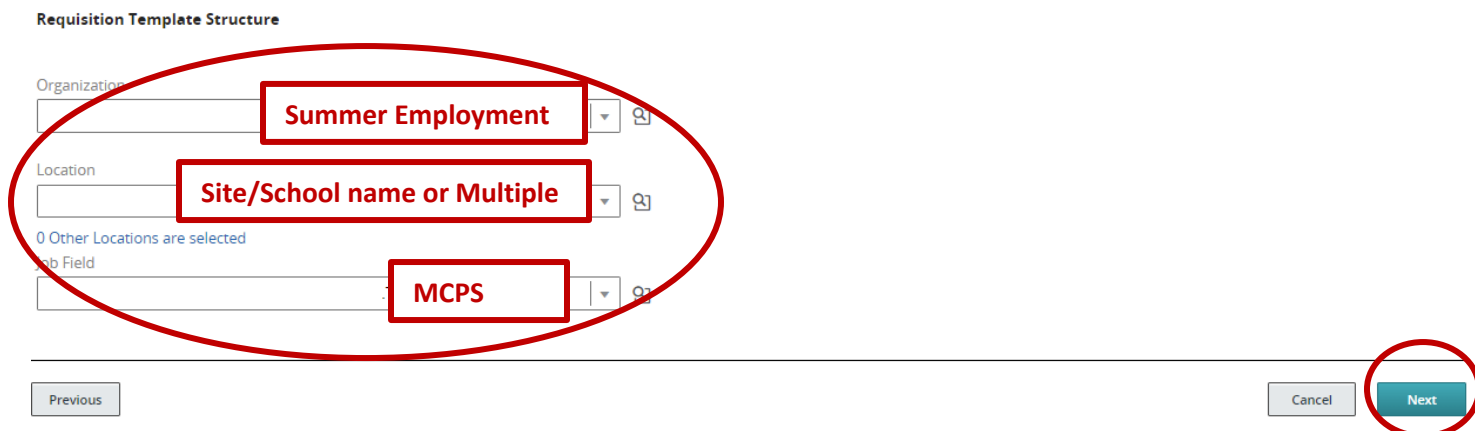 Requisition Template Structure
Organization
Summer Employment
Location
Site/School name or Multiple
0 Other Locations are selected
Job Field
MCPS
Previous
Cancel
Next